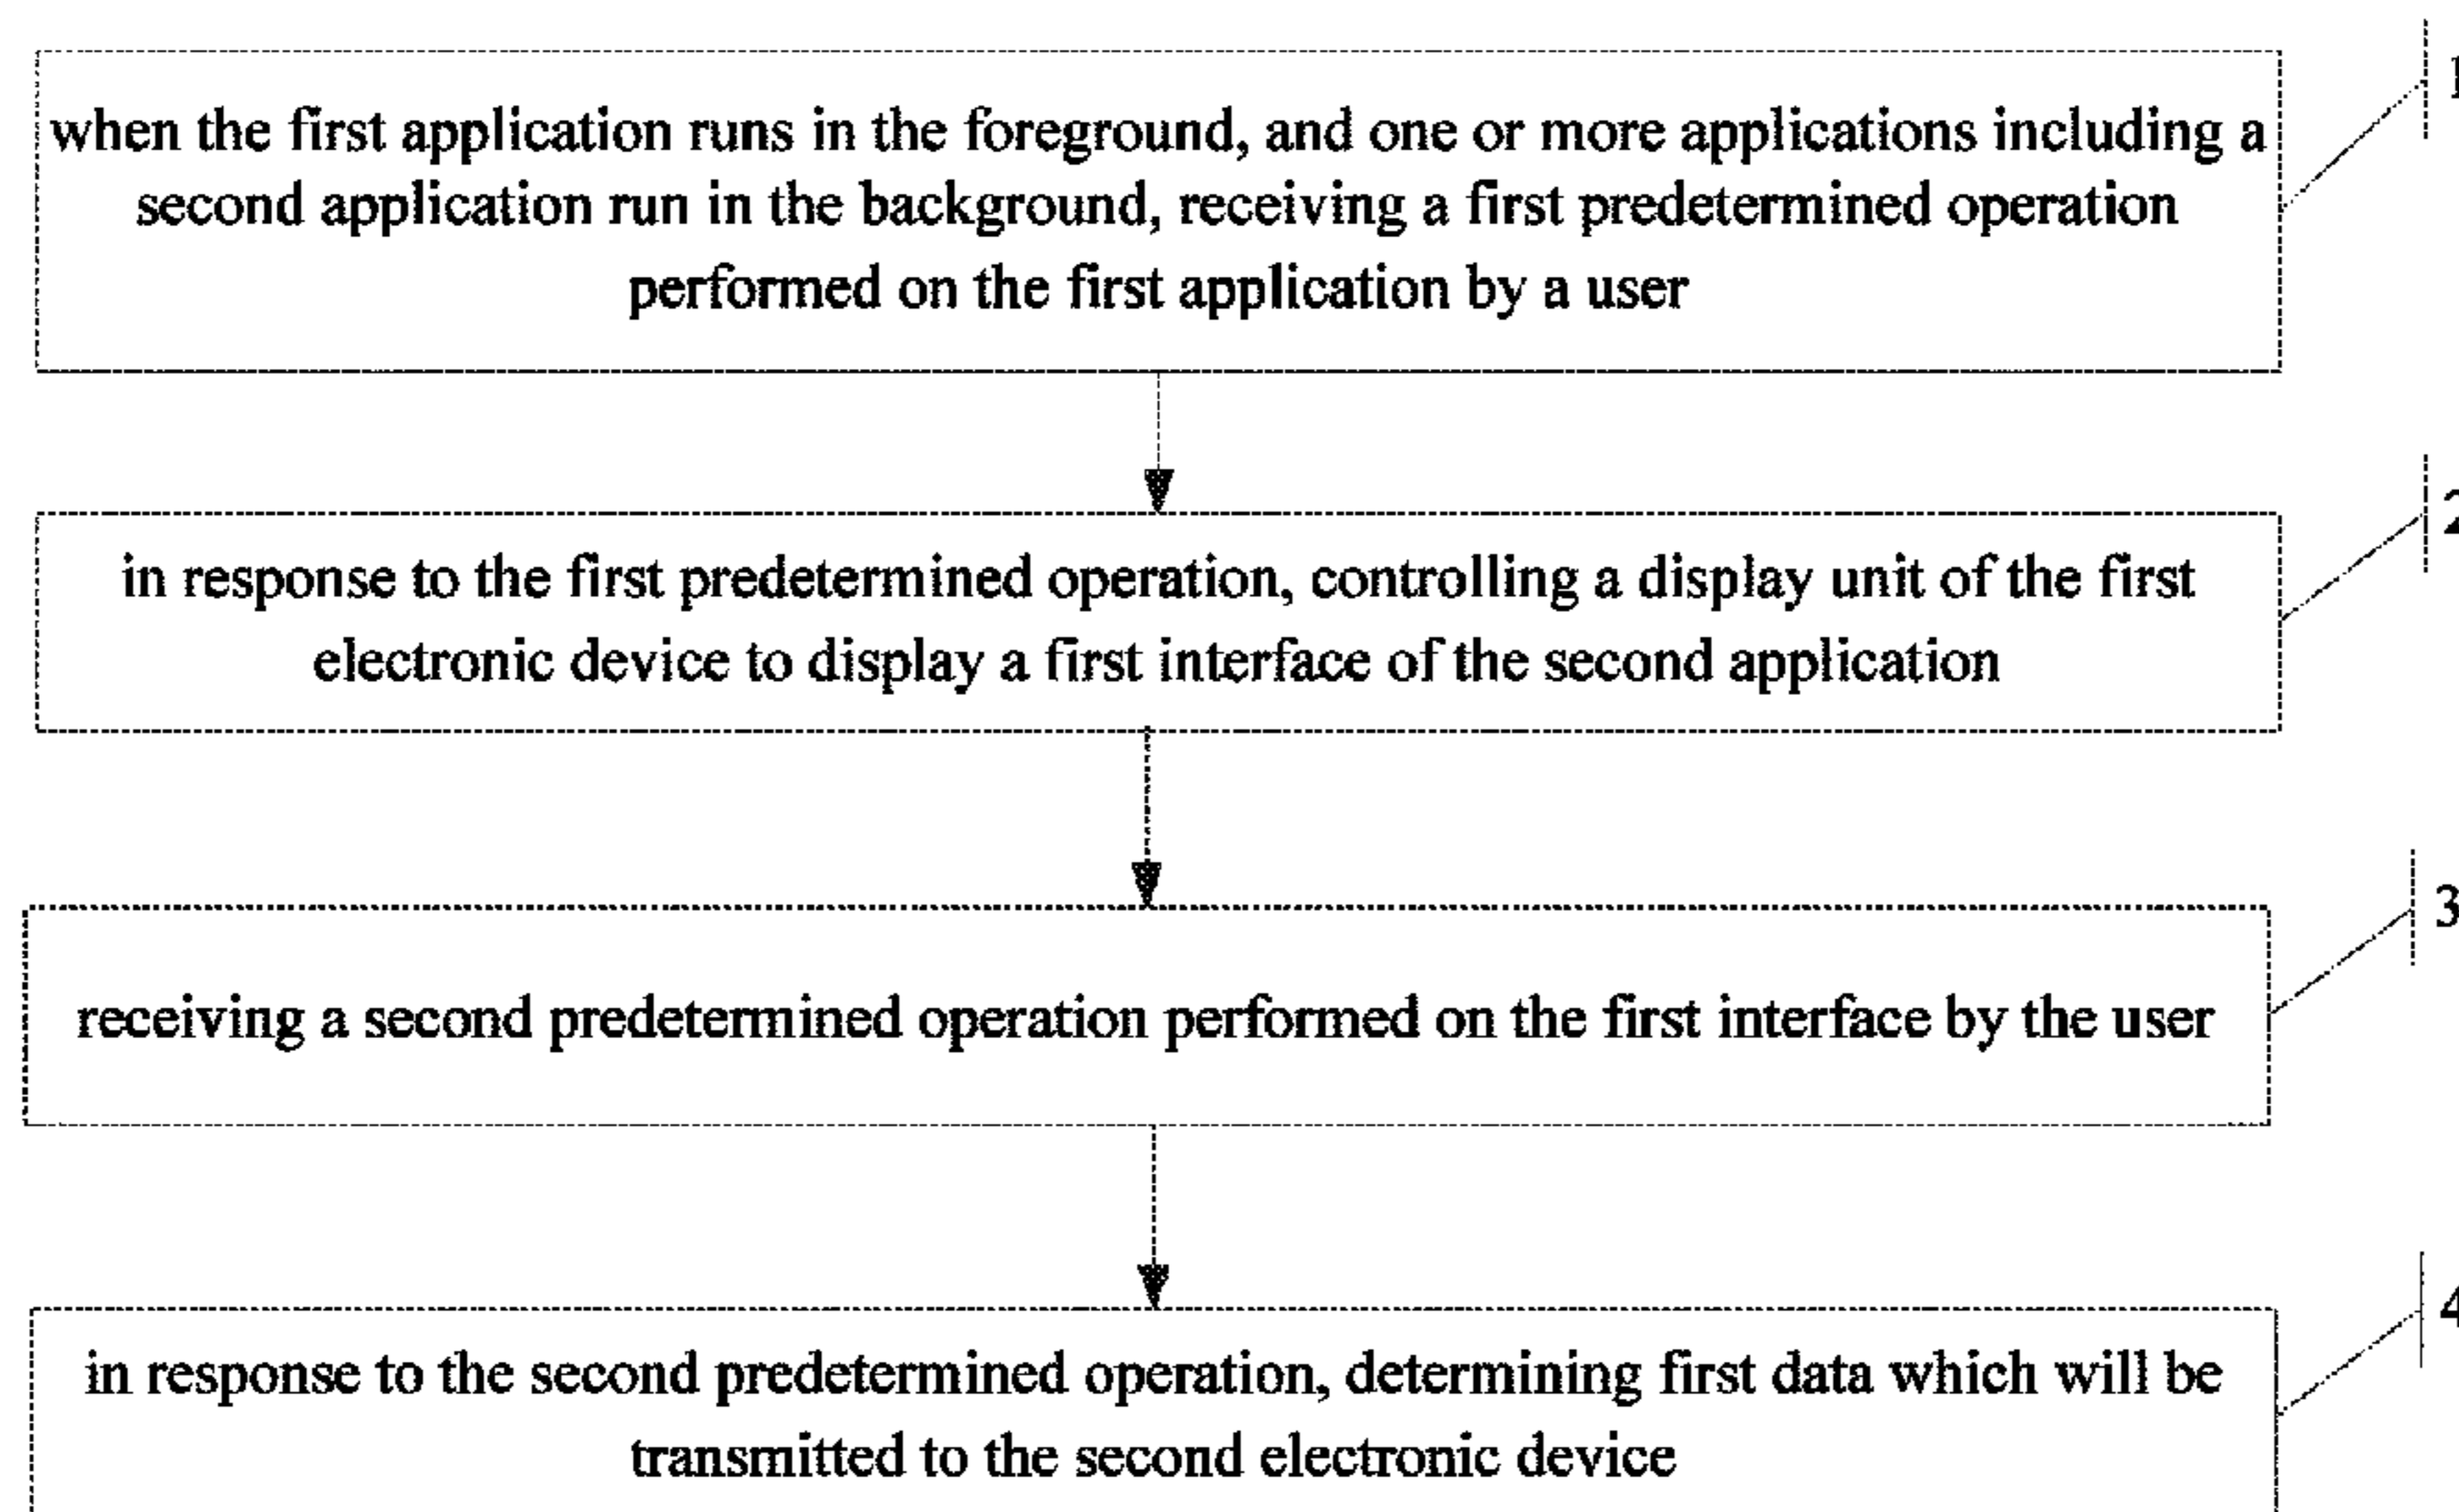 when the first application runs in the foreground, and one or more applications including a
second application run in the background, receiving a first predetermined operation
performed on the first application by a user
1
in response to the first predetermined operation, controlling a display unit of the first
electronic device to display a first interface of the second application
2
receiving a second predetermined operation performed on the first interface by the user
3
in response to the second predetermined operation, determining first data which will be
transmitted to the second electronic device
4